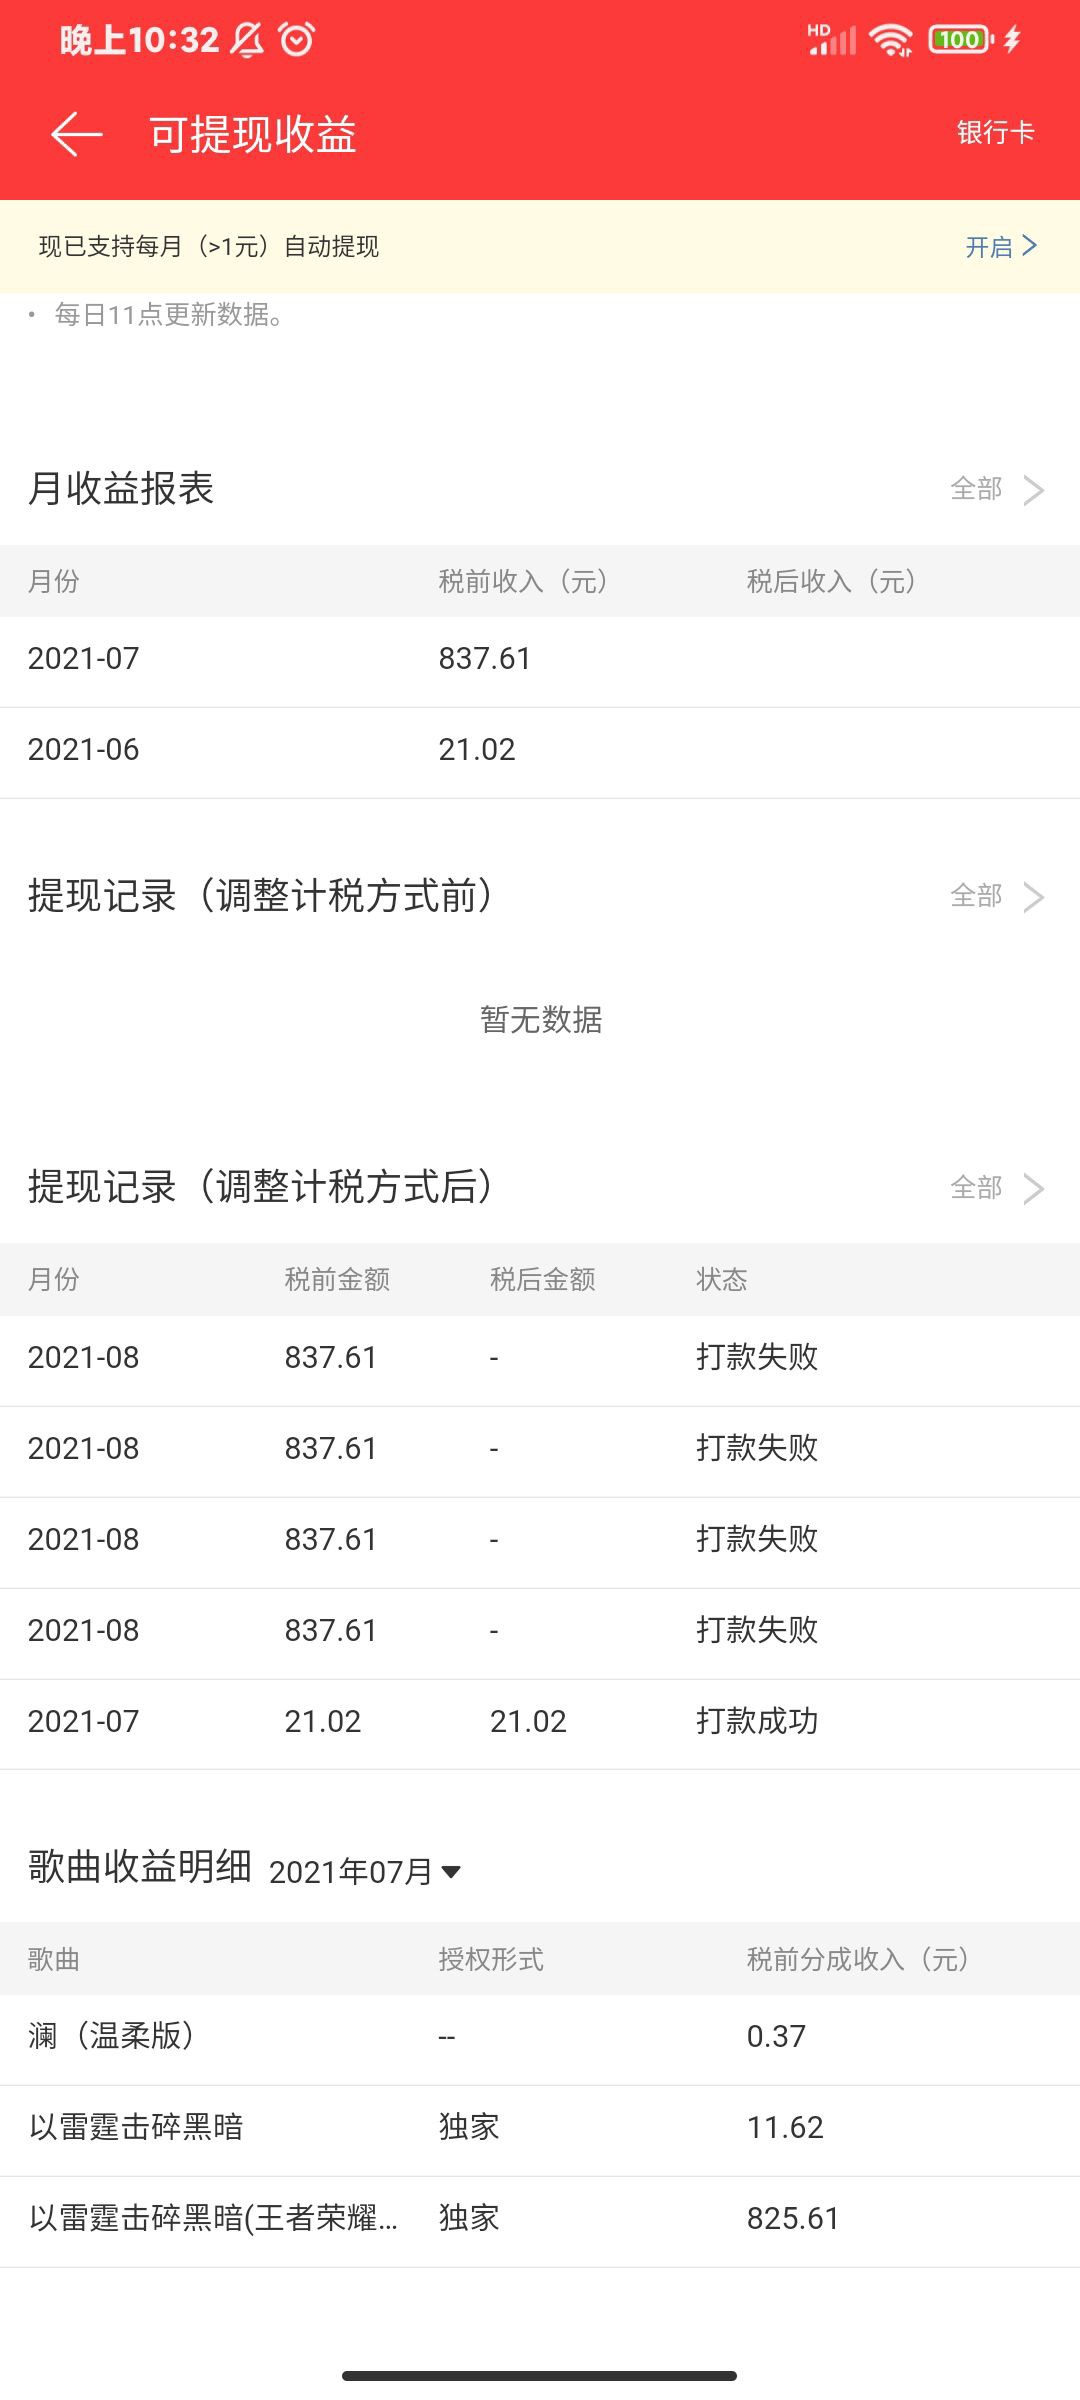 晚上10:32
HD
100
可提现收益
银行卡
现已支持每月（>1元）自动提现
开启
• 每日11点更新数据。
月收益报表
全部
月份 税前收入（元） 税后收入（元）
2021-07 837.61
2021-06 21.02
提现记录（调整计税方式前）
全部
暂无数据
提现记录（调整计税方式后）
全部
月份 税前金额 税后金额 状态
2021-08 837.61 - 打款失败
2021-08 837.61 - 打款失败
2021-08 837.61 - 打款失败
2021-08 837.61 - 打款失败
2021-07 21.02 21.02 打款成功
歌曲收益明细 2021年07月
歌曲 授权形式 税前分成收入（元）
澜（温柔版） -- 0.37
以雷霆击碎黑暗 独家 11.62
以雷霆击碎黑暗(王者荣耀... 独家 825.61